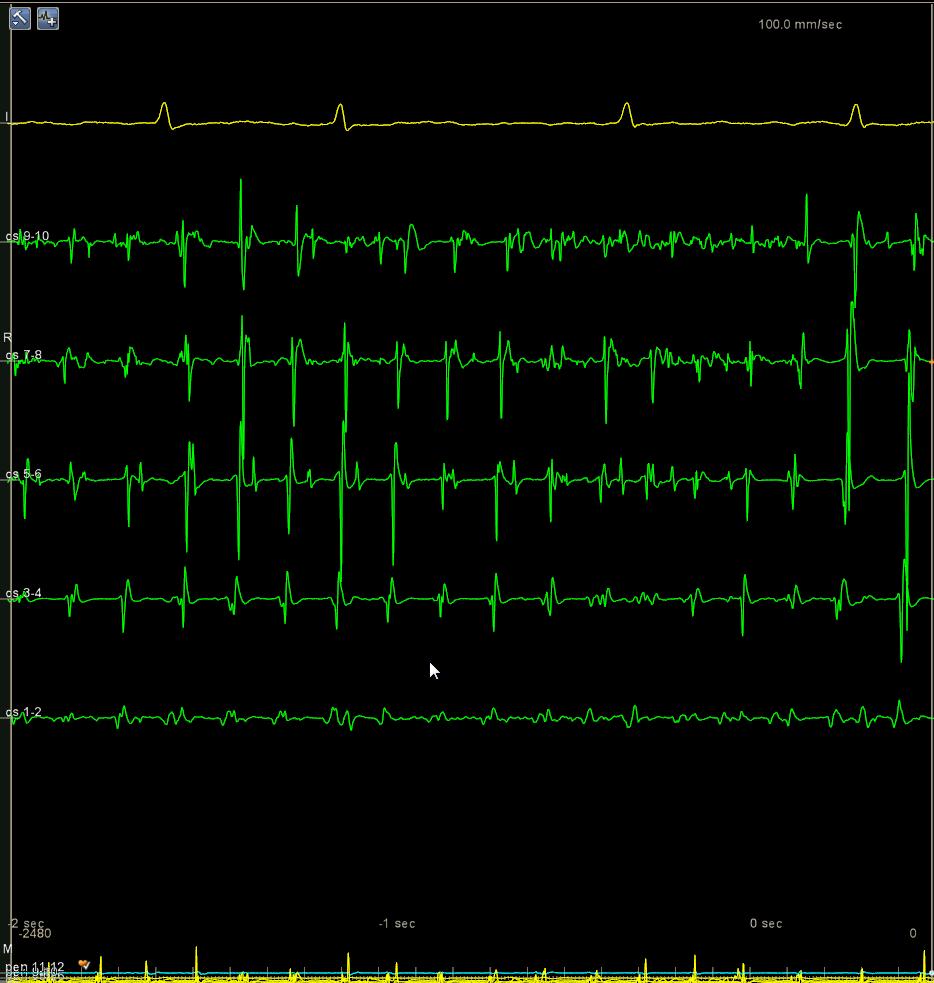 100.0 mm/sec
I
cs 9-10
R
cs 7-8
cs 5-6
cs 3-4
cs 1-2
-2 sec
-1 sec
0 sec
-2480
0
M
pen 11 12